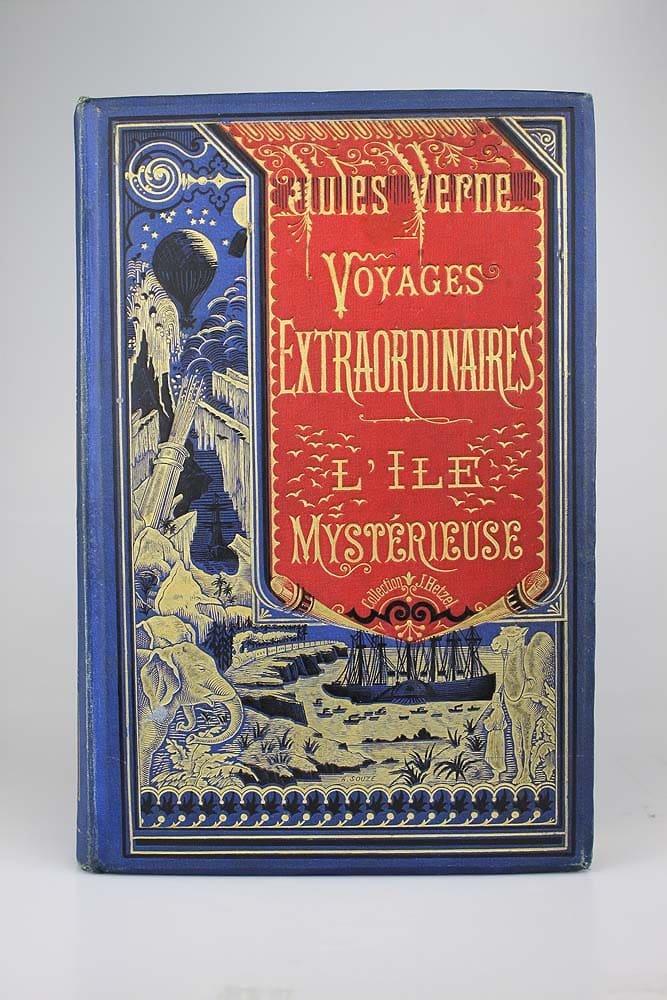 Jules Verne
VOYAGES
EXTRAORDINAIRES
L'ILE
MYSTÉRIEUSE
Collection J. Hetzel
A. SOUZE